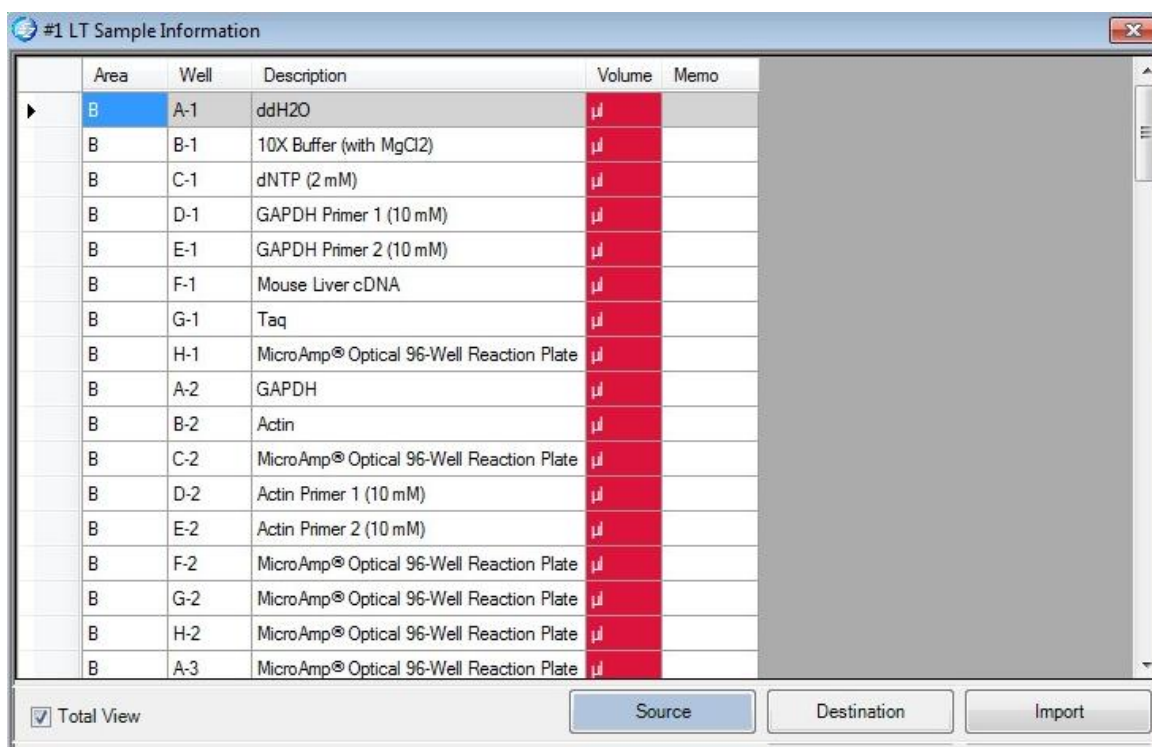 #1 LT Sample Information
Area Well Description Volume Memo
B A-1 ddH2O µl
B B-1 10X Buffer (with MgCl2) µl
B C-1 dNTP (2 mM) µl
B D-1 GAPDH Primer 1 (10 mM) µl
B E-1 GAPDH Primer 2 (10 mM) µl
B F-1 Mouse Liver cDNA µl
B G-1 Taq µl
B H-1 MicroAmp® Optical 96-Well Reaction Plate µl
B A-2 GAPDH µl
B B-2 Actin µl
B C-2 MicroAmp® Optical 96-Well Reaction Plate µl
B D-2 Actin Primer 1 (10 mM) µl
B E-2 Actin Primer 2 (10 mM) µl
B F-2 MicroAmp® Optical 96-Well Reaction Plate µl
B G-2 MicroAmp® Optical 96-Well Reaction Plate µl
B H-2 MicroAmp® Optical 96-Well Reaction Plate µl
B A-3 MicroAmp® Optical 96-Well Reaction Plate µl
Total View Source Destination Import